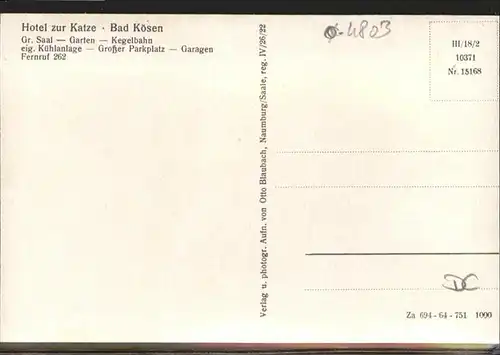 Hotel zur Katze · Bad Kösen
Gr. Saal — Garten — Kegelbahn
eig. Kühlanlage — Großer Parkplatz — Garagen
Fernruf 262
Verlag u. photogr. Aufn. von Otto Blaubach, Naumburg/Saale, reg. IV/26/22
4803
III/18/2
10371
Nr. 15168
Za 694-64-751 1000